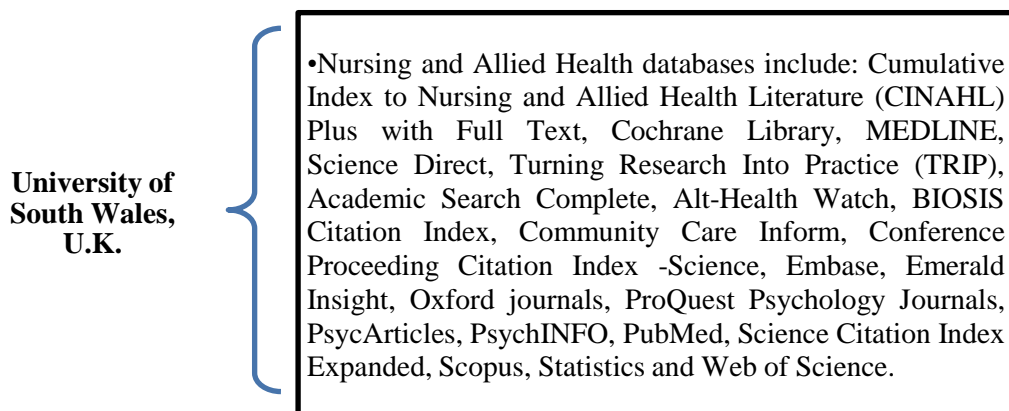 University of
South Wales,
U.K.
•Nursing and Allied Health databases include: Cumulative
Index to Nursing and Allied Health Literature (CINAHL)
Plus with Full Text, Cochrane Library, MEDLINE,
Science Direct, Turning Research Into Practice (TRIP),
Academic Search Complete, Alt-Health Watch, BIOSIS
Citation Index, Community Care Inform, Conference
Proceeding Citation Index -Science, Embase, Emerald
Insight, Oxford journals, ProQuest Psychology Journals,
PsycArticles, PsychINFO, PubMed, Science Citation Index
Expanded, Scopus, Statistics and Web of Science.